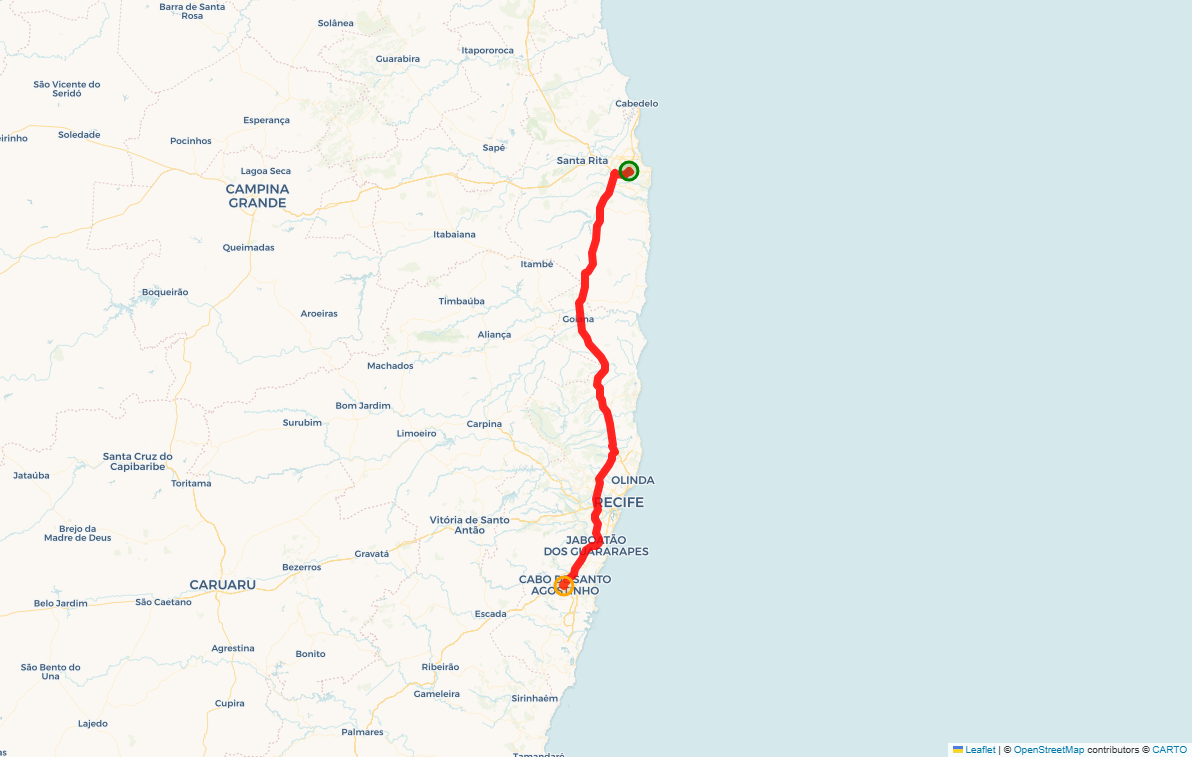 Barra de Santa
Rosa
Solânea
Itapororoca
Guarabira
São Vicente do
Seridó
Cabedelo
Esperança
Soledade
Pocinhos
Sapé
Santa Rita
Lagoa Seca
CAMPINA
GRANDE
Itabaiana
Queimadas
Itambé
Boqueirão
Timbaúba
Aroeiras
Goiana
Aliança
Machados
Bom Jardim
Surubim
Carpina
Limoeiro
Santa Cruz do
Capibaribe
Jataúba
Toritama
OLINDA
RECIFE
Vitória de Santo
Antão
Brejo da
Madre de Deus
JABOATÃO
DOS GUARARAPES
Gravatá
Bezerros
CARUARU
CABO DE SANTO
AGOSTINHO
Belo Jardim
São Caetano
Escada
Agrestina
Bonito
São Bento do
Una
Ribeirão
Gameleira
Sirinhaém
Cupira
Lajedo
Palmares
Tamandaré
Leaflet | © OpenStreetMap contributors © CARTO